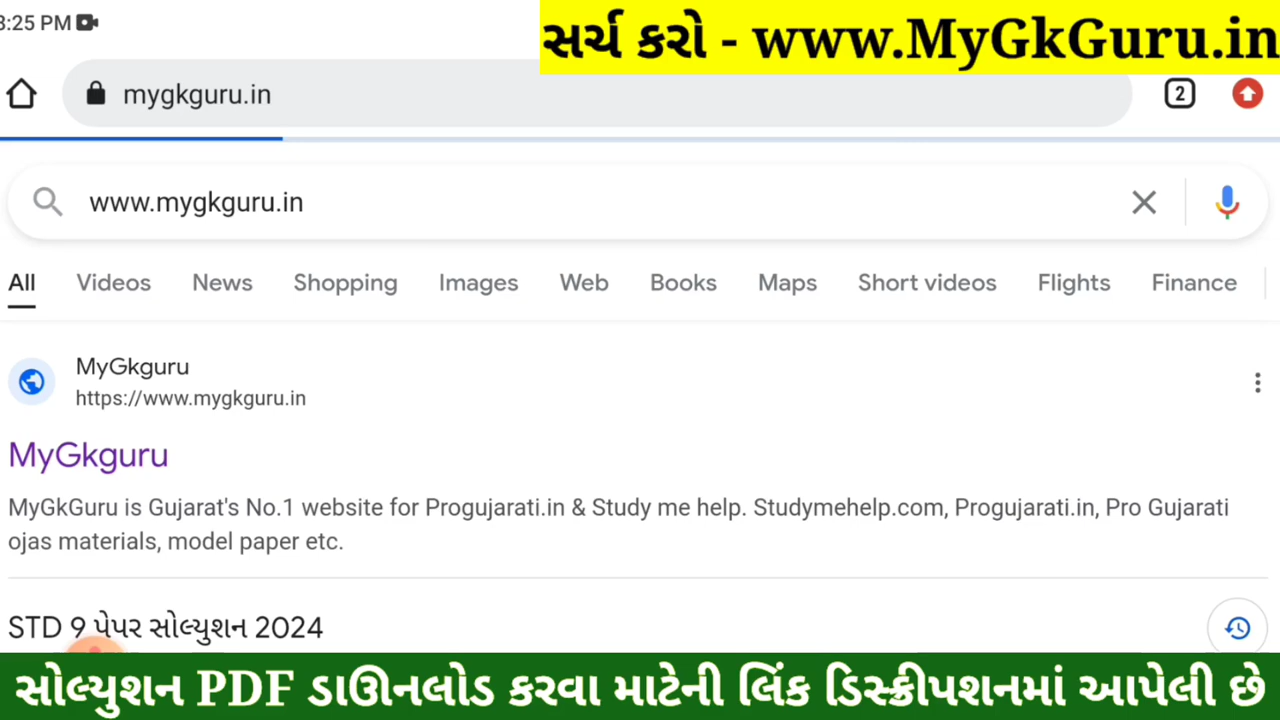 3:25 PM
સર્ચ કરો - www.MyGkGuru.in
mygkguru.in
2
www.mygkguru.in
All Videos News Shopping Images Web Books Maps Short videos Flights Finance
MyGkguru
https://www.mygkguru.in
MyGkguru
MyGkGuru is Gujarat's No.1 website for Progujarati.in & Study me help. Studymehelp.com, Progujarati.in, Pro Gujarati
ojas materials, model paper etc.
STD 9 પેપર સોલ્યુશન 2024
સોલ્યુશન PDF ડાઊનલોડ કરવા માટેની લિંક ડિસ્ક્રીપશનમાં આપેલી છે